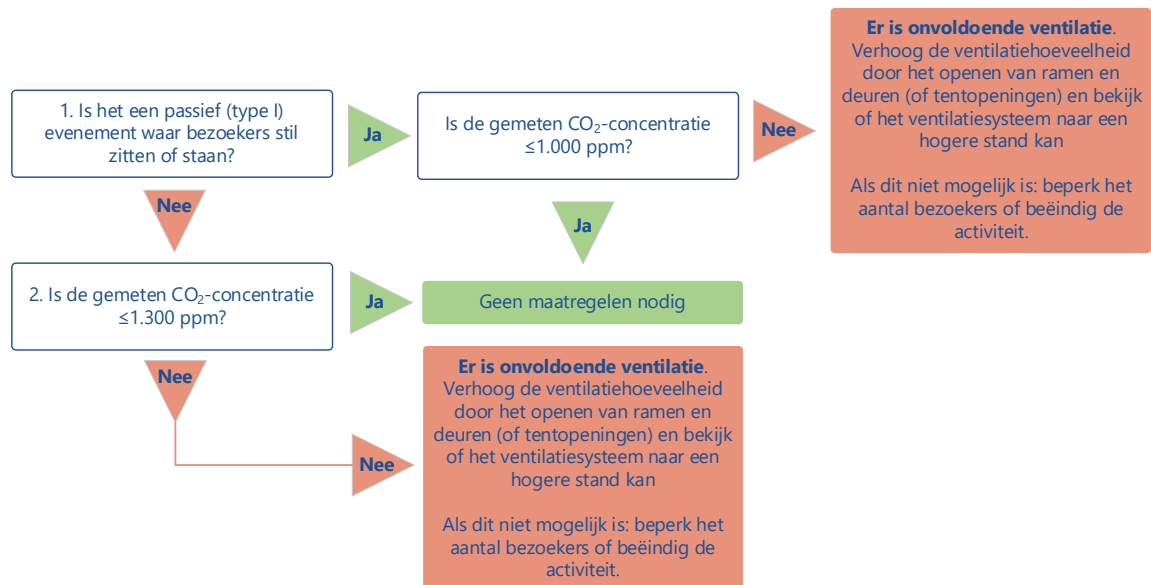 1. Is het een passief (type I)
evenement waar bezoekers stil
zitten of staan?
Ja
Is de gemeten CO₂-concentratie
≤1.000 ppm?
Nee
Er is onvoldoende ventilatie.
Verhoog de ventilatiehoeveelheid
door het openen van ramen en
deuren (of tentopeningen) en bekijk
of het ventilatiesysteem naar een
hogere stand kan
Als dit niet mogelijk is: beperk het
aantal bezoekers of beëindig de
activiteit.
Nee
Ja
2. Is de gemeten CO₂-concentratie
≤1.300 ppm?
Ja
Geen maatregelen nodig
Nee
Nee
Er is onvoldoende ventilatie.
Verhoog de ventilatiehoeveelheid
door het openen van ramen en
deuren (of tentopeningen) en bekijk
of het ventilatiesysteem naar een
hogere stand kan
Als dit niet mogelijk is: beperk het
aantal bezoekers of beëindig de
activiteit.